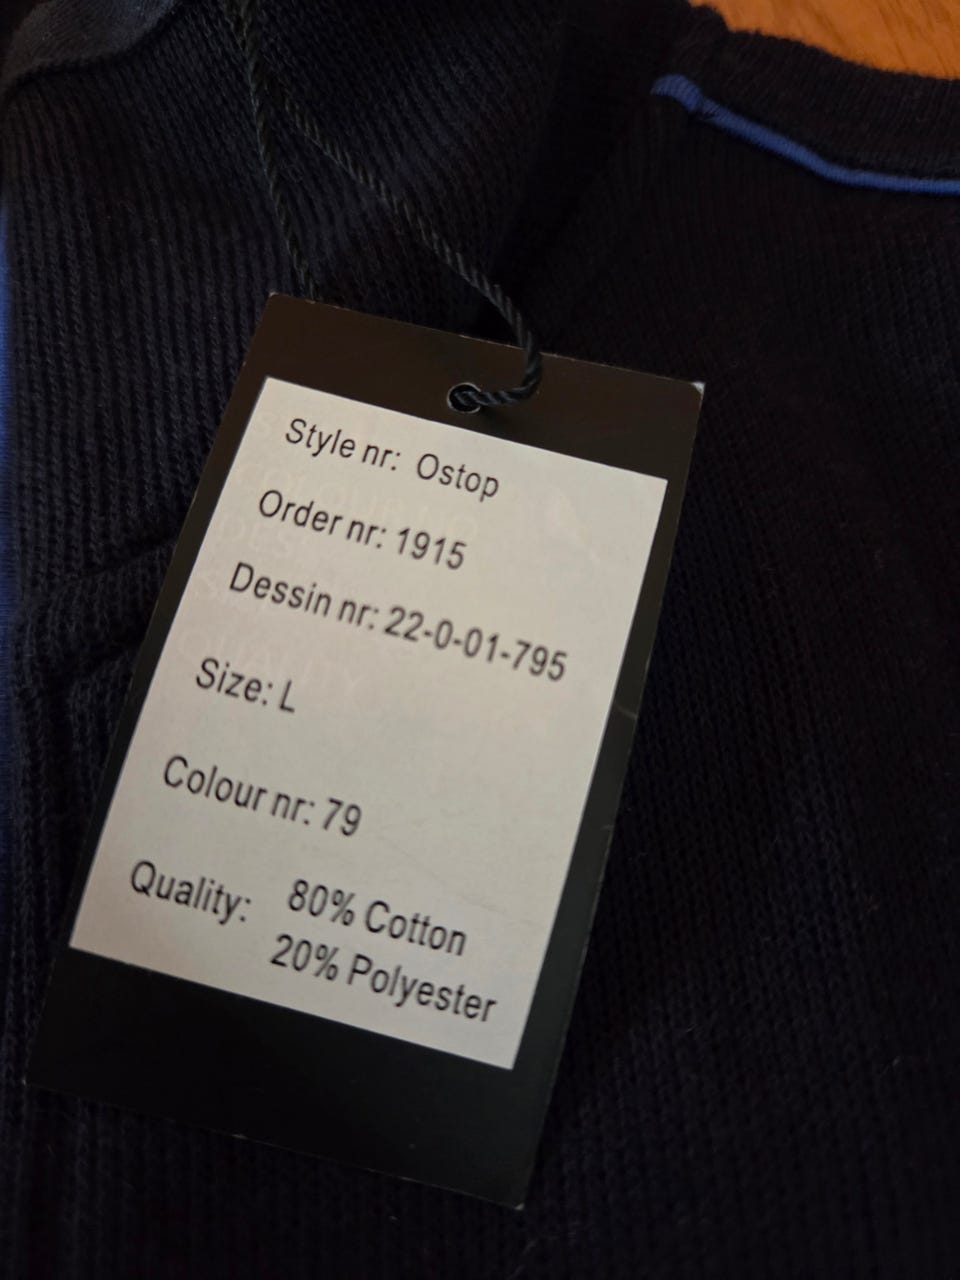 Style nr: Ostop
Order nr: 1915
Dessin nr: 22-0-01-795
Size: L
Colour nr: 79
Quality: 80% Cotton
20% Polyester